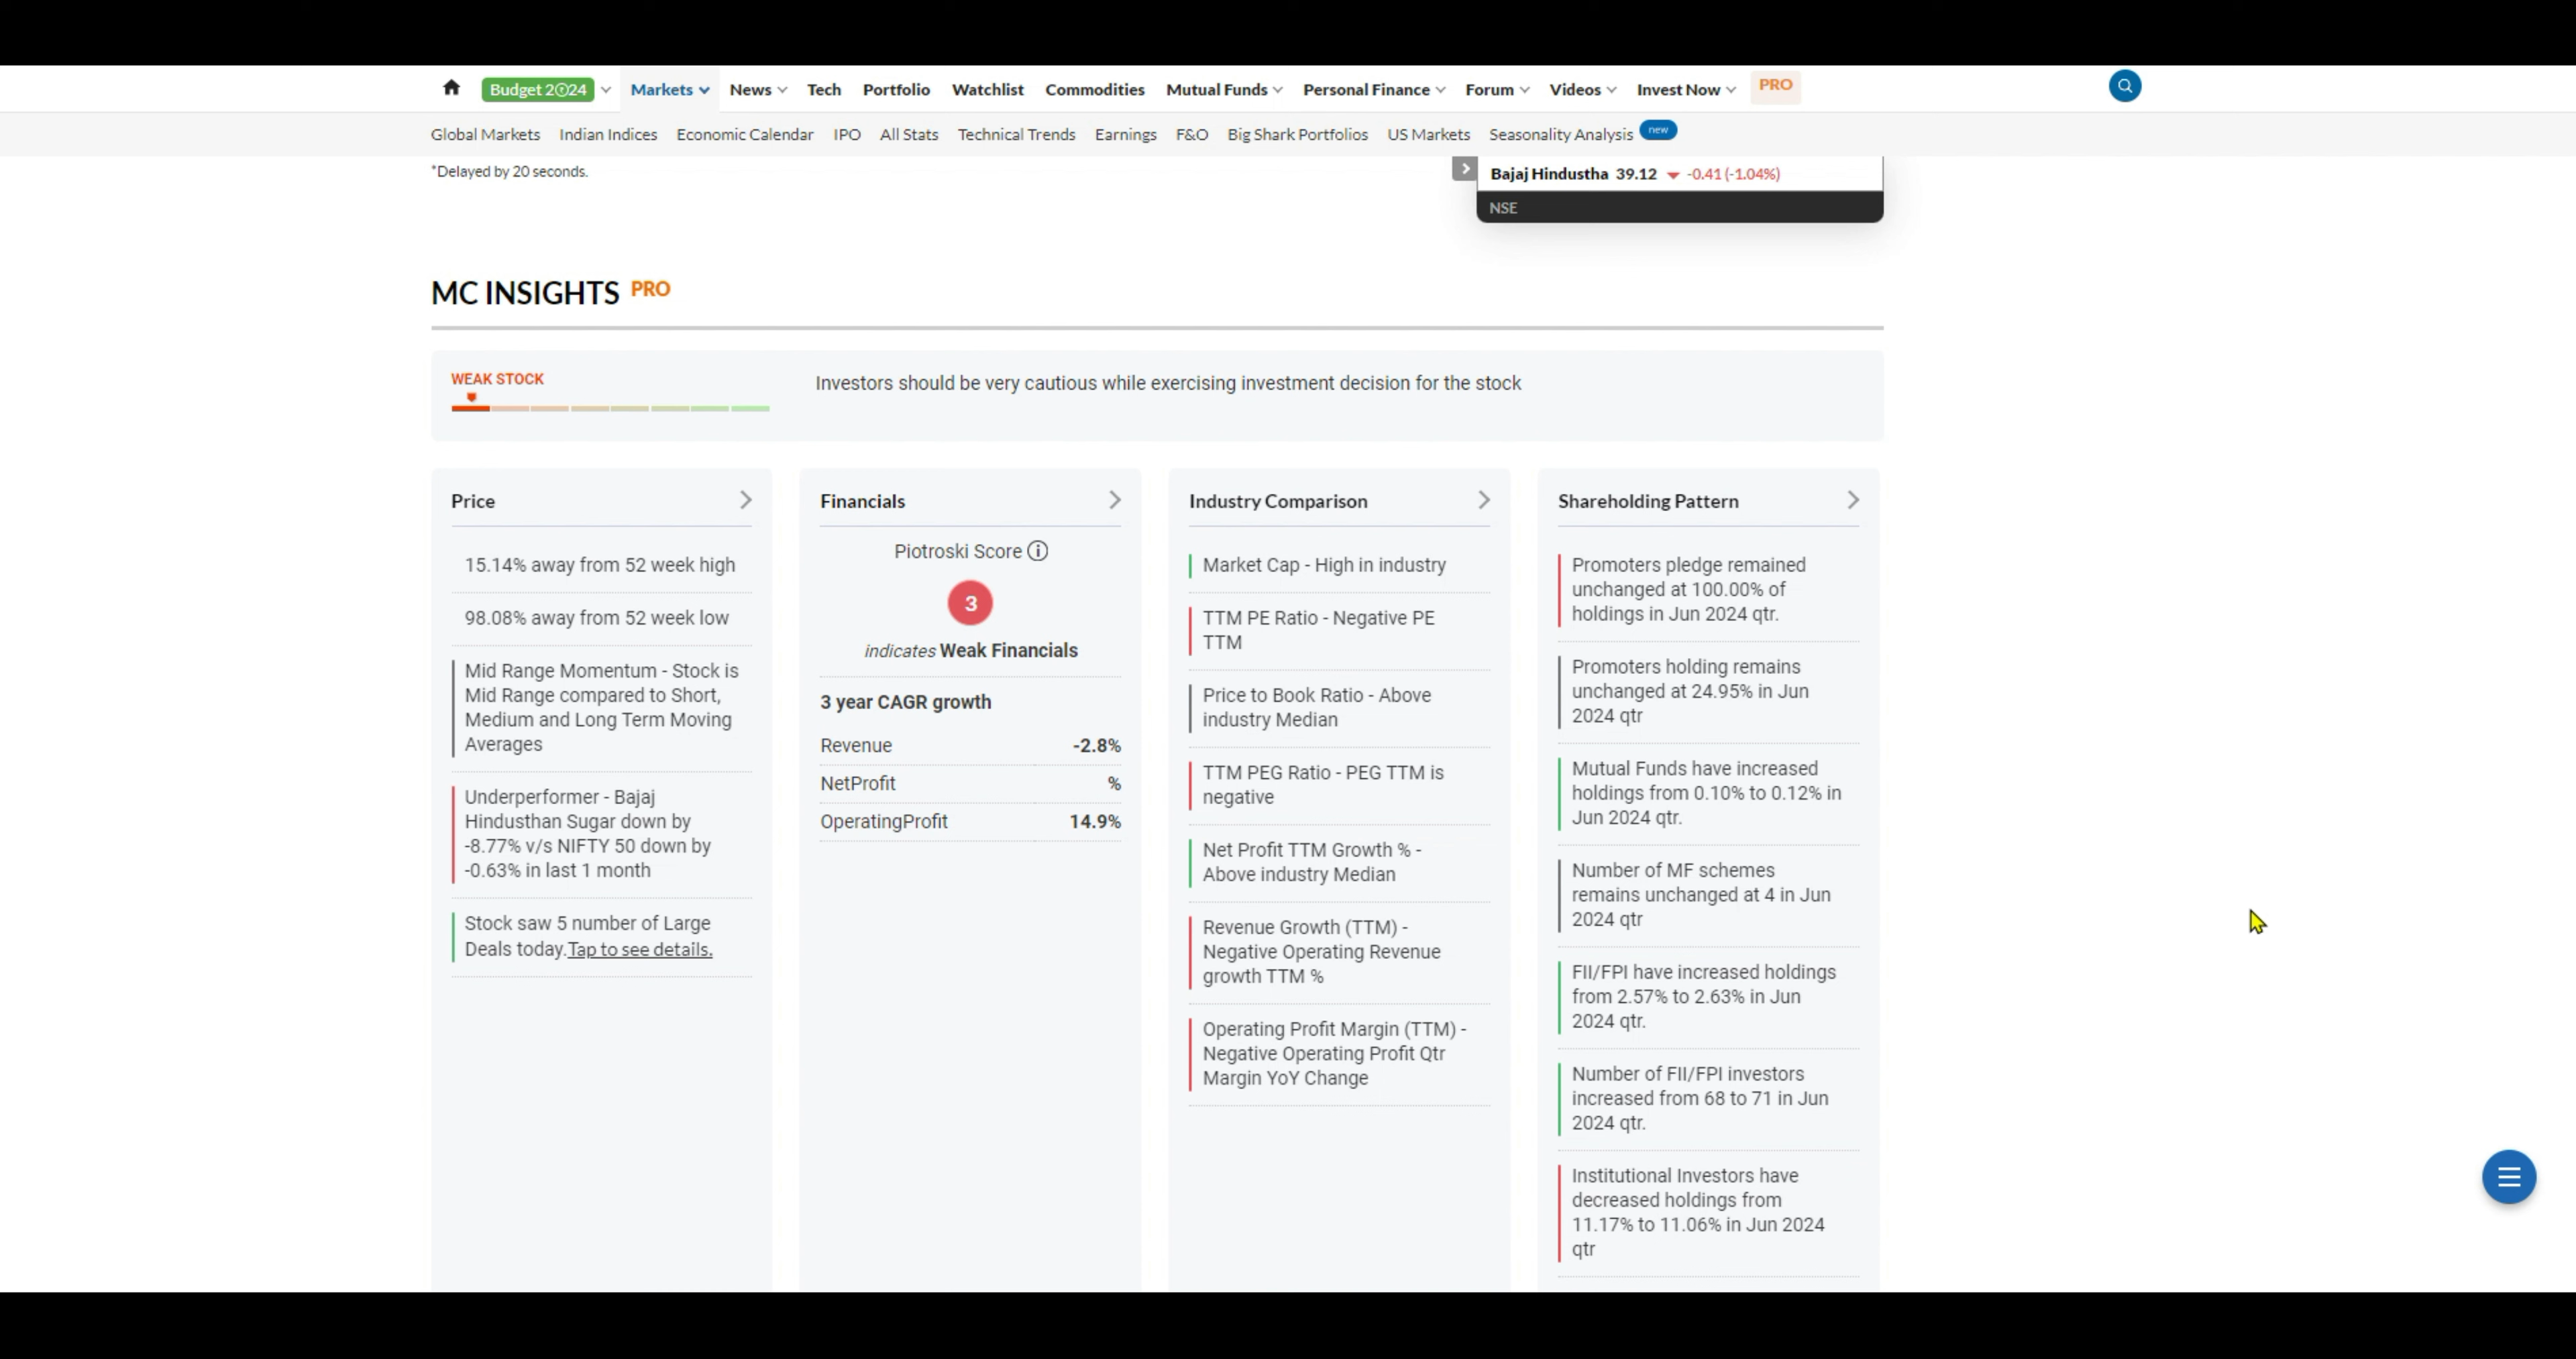 Budget 2024 Markets News Tech Portfolio Watchlist Commodities Mutual Funds Personal Finance Forum Videos Invest Now PRO
Global Markets Indian Indices Economic Calendar IPO All Stats Technical Trends Earnings F&O Big Shark Portfolios US Markets Seasonality Analysis new
*Delayed by 20 seconds.
Bajaj Hindustha 39.12 -0.41 (-1.04%)
NSE
MC INSIGHTS PRO
WEAK STOCK
Investors should be very cautious while exercising investment decision for the stock
Price
15.14% away from 52 week high
98.08% away from 52 week low
Mid Range Momentum - Stock is
Mid Range compared to Short,
Medium and Long Term Moving
Averages
Underperformer - Bajaj
Hindusthan Sugar down by
-8.77% v/s NIFTY 50 down by
-0.63% in last 1 month
Stock saw 5 number of Large
Deals today.Tap to see details.
Financials
Piotroski Score
3
indicates Weak Financials
3 year CAGR growth
Revenue -2.8%
NetProfit %
OperatingProfit 14.9%
Industry Comparison
Market Cap - High in industry
TTM PE Ratio - Negative PE
TTM
Price to Book Ratio - Above
industry Median
TTM PEG Ratio - PEG TTM is
negative
Net Profit TTM Growth % -
Above industry Median
Revenue Growth (TTM) -
Negative Operating Revenue
growth TTM %
Operating Profit Margin (TTM) -
Negative Operating Profit Qtr
Margin YoY Change
Shareholding Pattern
Promoters pledge remained
unchanged at 100.00% of
holdings in Jun 2024 qtr.
Promoters holding remains
unchanged at 24.95% in Jun
2024 qtr
Mutual Funds have increased
holdings from 0.10% to 0.12% in
Jun 2024 qtr.
Number of MF schemes
remains unchanged at 4 in Jun
2024 qtr
FII/FPI have increased holdings
from 2.57% to 2.63% in Jun
2024 qtr.
Number of FII/FPI investors
increased from 68 to 71 in Jun
2024 qtr.
Institutional Investors have
decreased holdings from
11.17% to 11.06% in Jun 2024
qtr